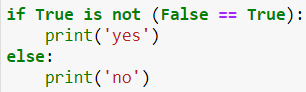 if True is not (False == True):
    print('yes')
else:
    print('no')